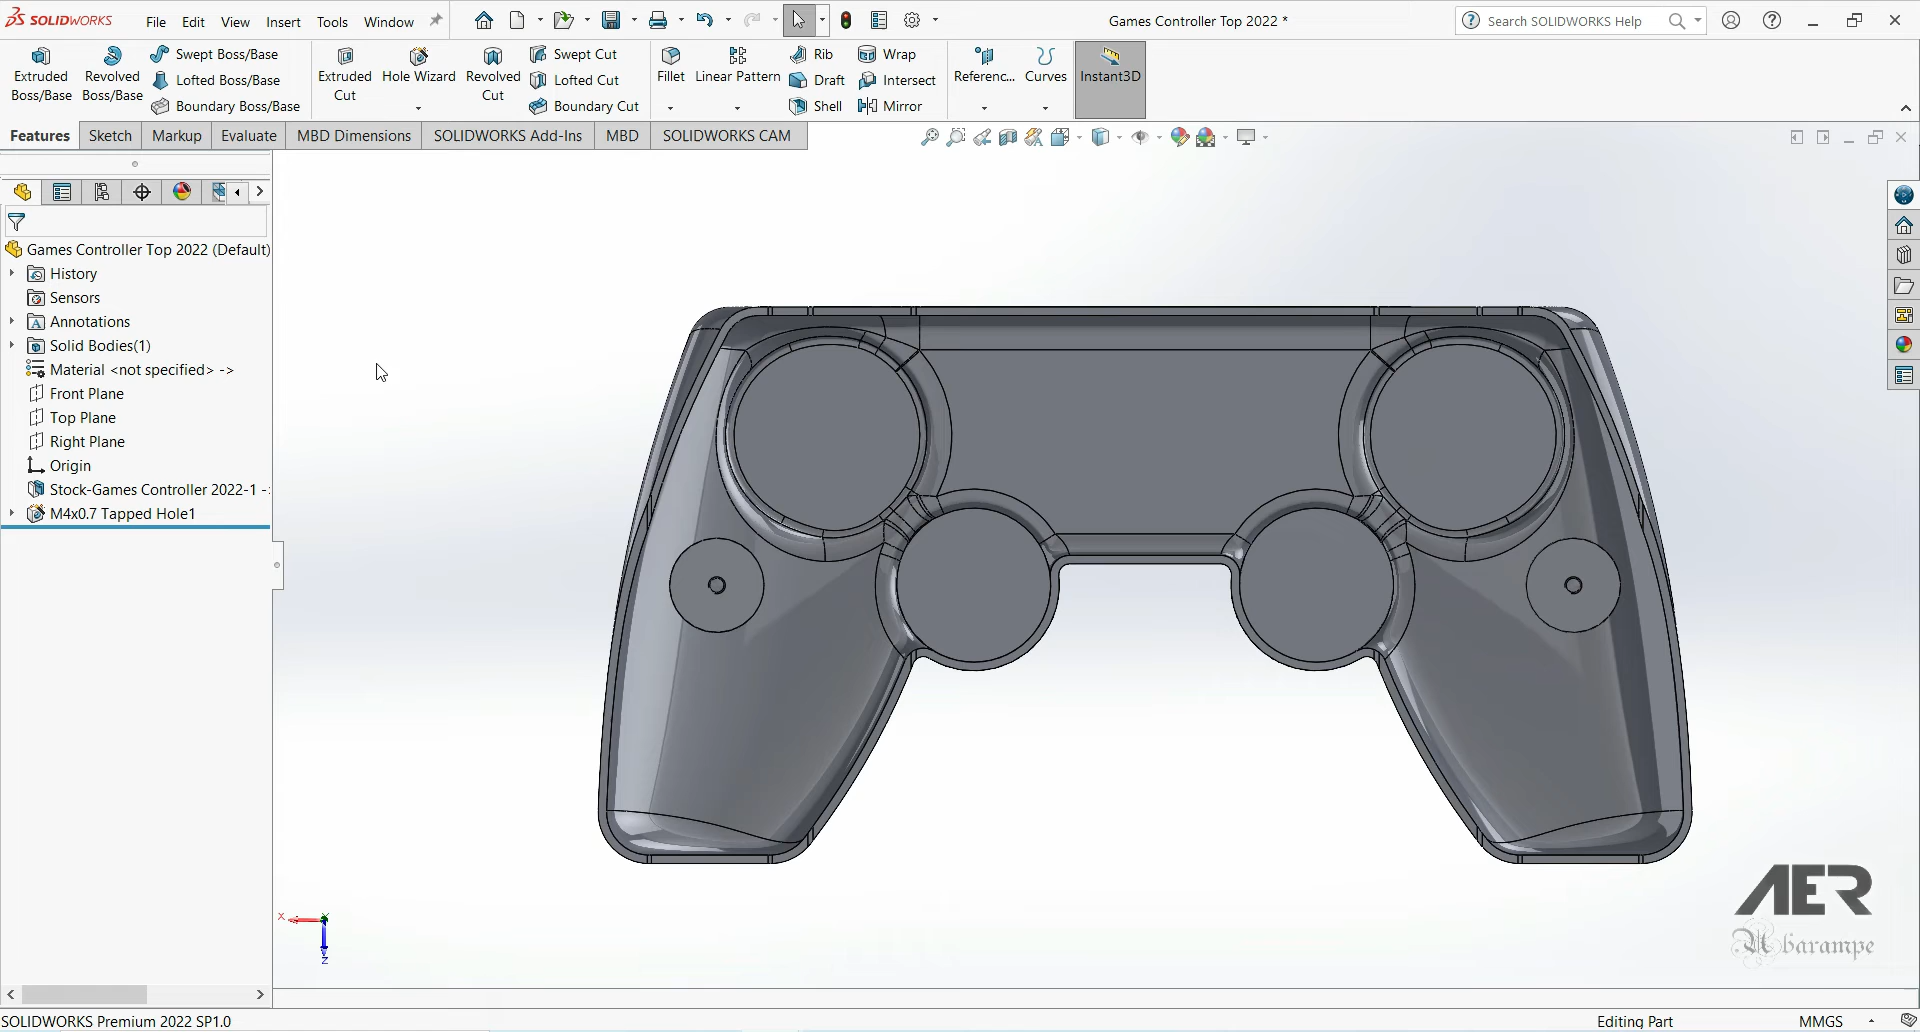 SOLIDWORKS
File Edit View Insert Tools Window
Games Controller Top 2022 *
Search SOLIDWORKS Help
Extruded Boss/Base
Revolved Boss/Base
Swept Boss/Base
Lofted Boss/Base
Boundary Boss/Base
Extruded Cut
Hole Wizard
Revolved Cut
Swept Cut
Lofted Cut
Boundary Cut
Fillet
Linear Pattern
Rib
Draft
Shell
Wrap
Intersect
Mirror
Referenc...
Curves
Instant3D
Features Sketch Markup Evaluate MBD Dimensions SOLIDWORKS Add-Ins MBD SOLIDWORKS CAM
Games Controller Top 2022 (Default)
History
Sensors
Annotations
Solid Bodies(1)
Material <not specified> ->
Front Plane
Top Plane
Right Plane
Origin
Stock-Games Controller 2022-1 -
M4x0.7 Tapped Hole1
X
Z
AER
Abarampe
SOLIDWORKS Premium 2022 SP1.0
Editing Part
MMGS